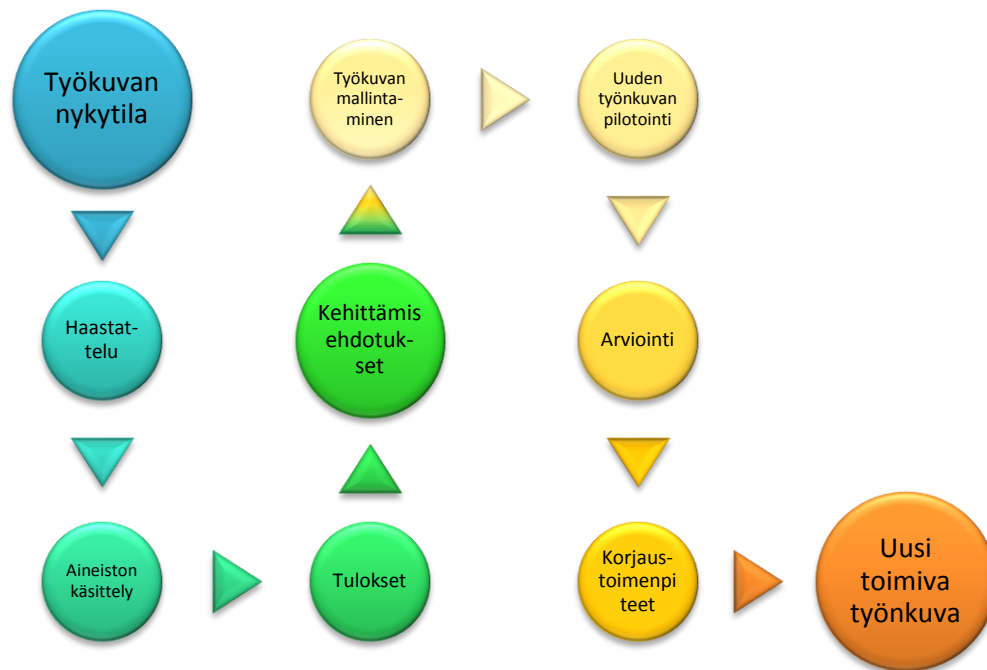 Työkuvan
nykytila
Haastat-
telu
Aineiston
käsittely
Tulokset
Kehittämis
ehdotuk-
set
Työkuvan
mallinta-
minen
Uuden
työnkuvan
pilotointi
Arviointi
Korjaus-
toimenpi
teet
Uusi
toimiva
työnkuva